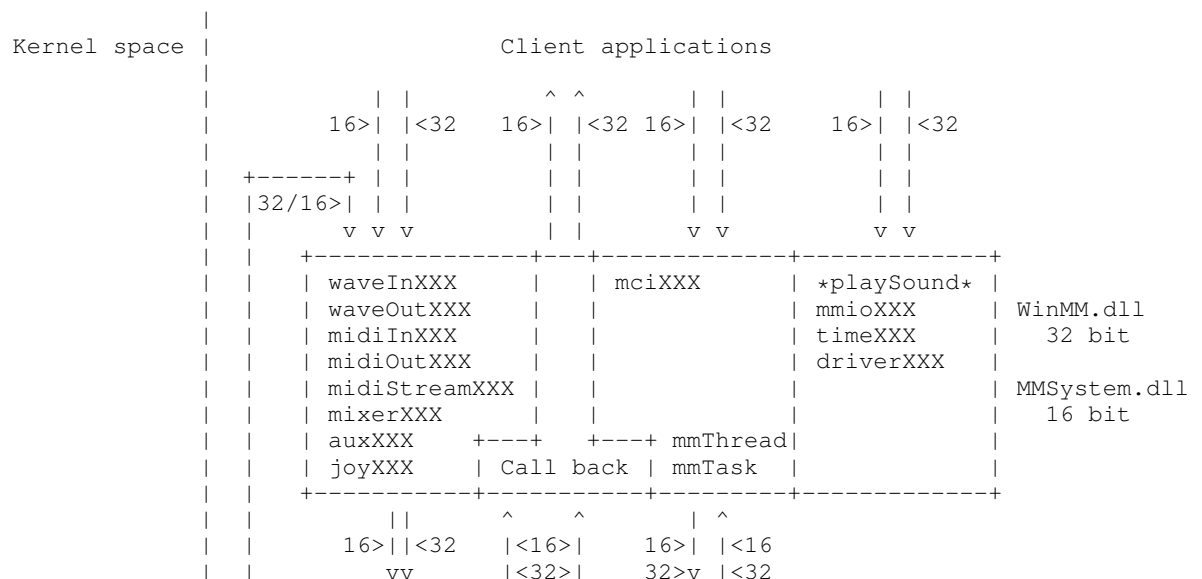 |
Kernel space |                    Client applications
                |
                |            | |         ^ ^       | |           | |
                |        16>| |<32   16>| |<32 16>| |<32     16>| |<32
                |            | |         | |       | |           | |
                |  +------+ | |         | |       | |           | |
                |  |32/16>| | |         | |       | |           | |
                |  |      v v v         | |       v v           v v
                |  |   +---------------+---+-------------+-------------+
                |  |   | waveInXXX     |   | mciXXX      | *playSound* |
                |  |   | waveOutXXX    |   |             | mmioXXX     | WinMM.dll
                |  |   | midiInXXX     |   |             | timeXXX     |   32 bit
                |  |   | midiOutXXX    |   |             | driverXXX   |
                |  |   | midiStreamXXX |   |             |             | MMSystem.dll
                |  |   | mixerXXX      |   |             |             |   16 bit
                |  |   | auxXXX    +---+   +---+ mmThread|             |
                |  |   | joyXXX    | Call back | mmTask  |             |
                |  |   +-----------+-----------+---------+-------------+
                |  |         ||      ^    ^       | ^
                |  |      16>||<32   |<16>|    16>| |<16
                |  |         vv      |<32>|    32>v |<32